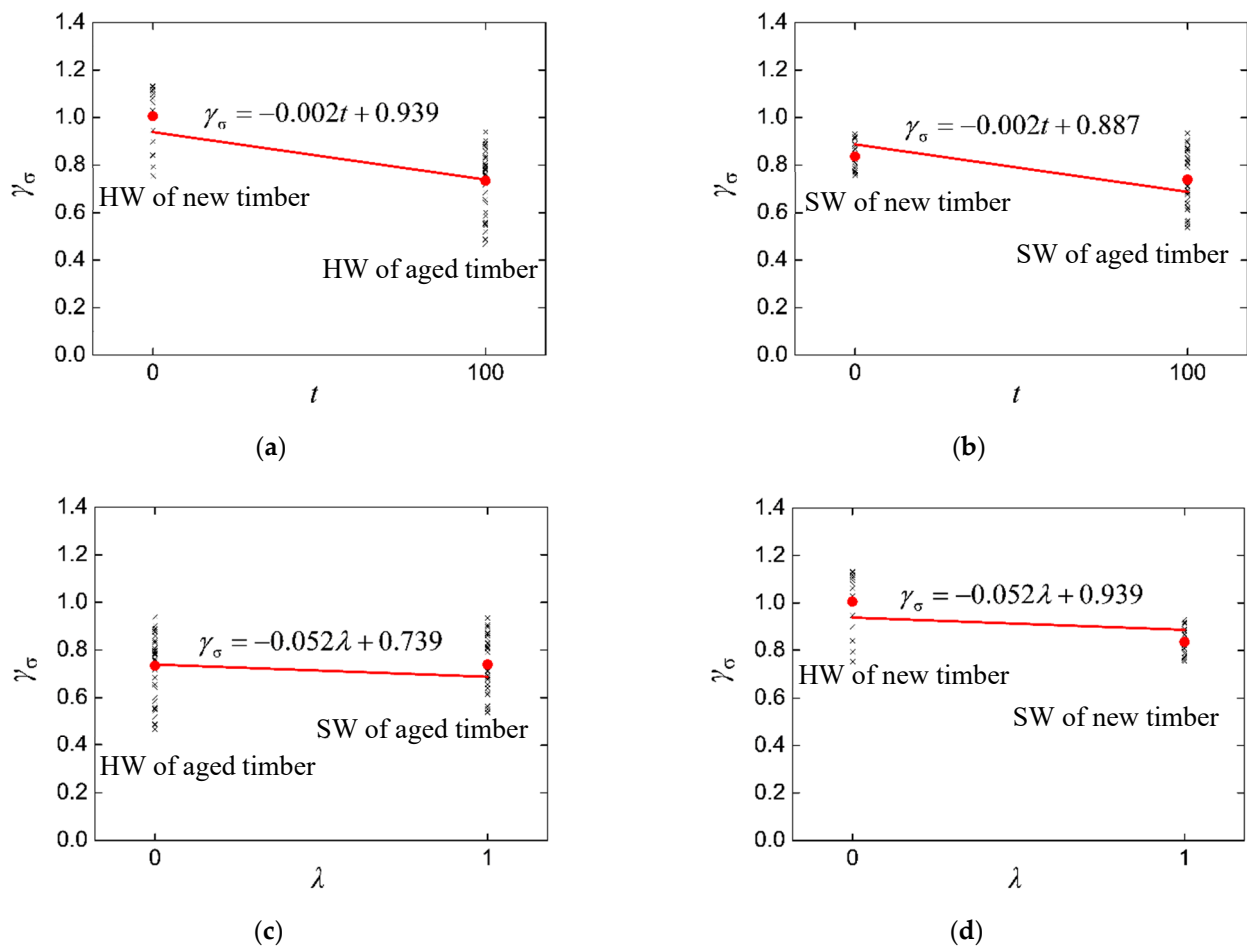 1.4
1.2
1.0
0.8
0.6
0.4
0.2
0.0
γσ
γσ = −0.002t + 0.939
HW of new timber
HW of aged timber
0 100
t
(a)
1.4
1.2
1.0
0.8
0.6
0.4
0.2
0.0
γσ
γσ = −0.002t + 0.887
SW of new timber
SW of aged timber
0 100
t
(b)
1.4
1.2
1.0
0.8
0.6
0.4
0.2
0.0
γσ
γσ = −0.052λ + 0.739
SW of aged timber
HW of aged timber
0 1
λ
(c)
1.4
1.2
1.0
0.8
0.6
0.4
0.2
0.0
γσ
γσ = −0.052λ + 0.939
HW of new timber
SW of new timber
0 1
λ
(d)